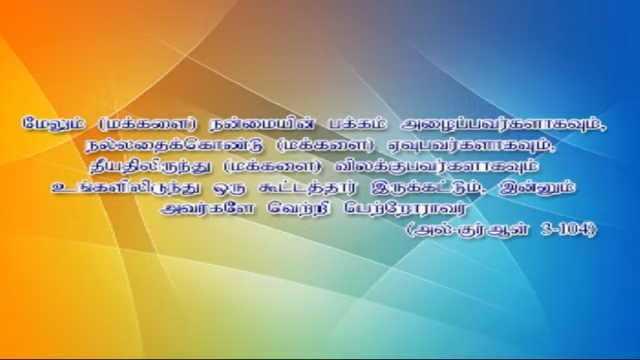 மேலும் (மக்களை) நன்மையின் பக்கம் அழைப்பவர்களாகவும்,
நல்லதைக்கொண்டு (மக்களை) ஏவுபவர்களாகவும்,
தீயதிலிருந்து (மக்களை) விலக்குபவர்களாகவும்
உங்களிலிருந்து ஒரு கூட்டத்தார் இருக்கட்டும், இன்னும்
அவர்களே வெற்றி பெற்றோராவர்
(அல்-குர்ஆன் 3-104)